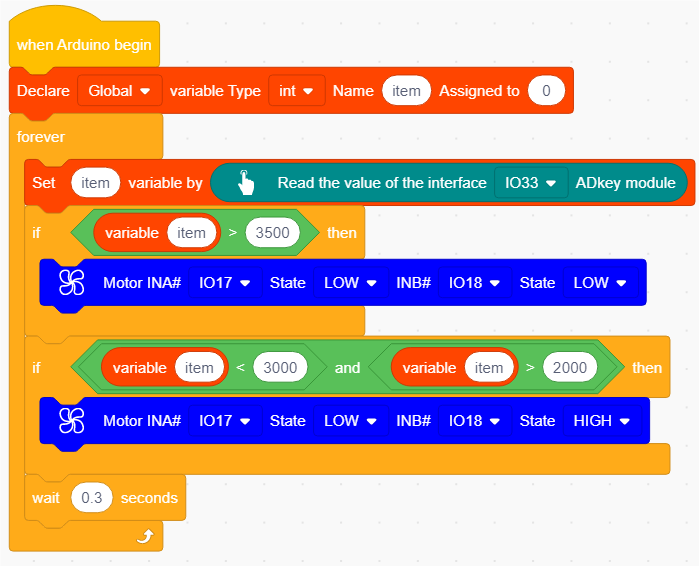 when Arduino begin
Declare Global variable Type int Name item Assigned to 0
forever
Set item variable by Read the value of the interface IO33 ADkey module
if variable item > 3500 then
Motor INA# IO17 State LOW INB# IO18 State LOW
if variable item < 3000 and variable item > 2000 then
Motor INA# IO17 State LOW INB# IO18 State HIGH
wait 0.3 seconds